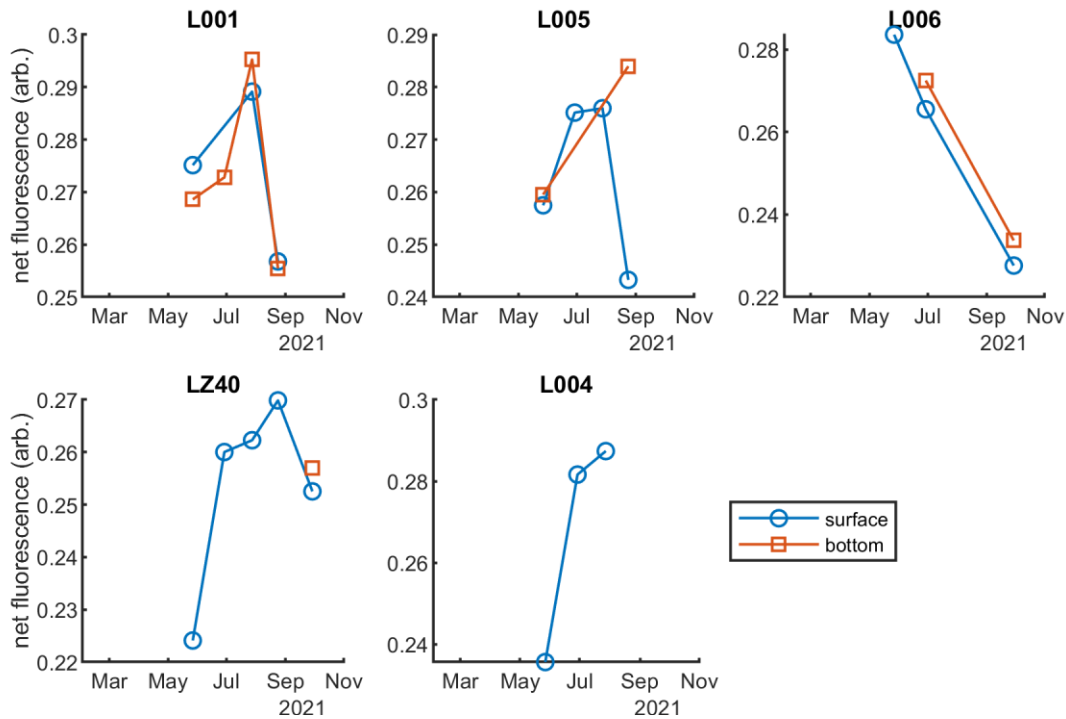 L001
net fluorescence (arb.)
0.3
0.29
0.28
0.27
0.26
0.25
Mar May Jul Sep Nov
2021
L005
0.29
0.28
0.27
0.26
0.25
0.24
Mar May Jul Sep Nov
2021
L006
0.28
0.26
0.24
0.22
Mar May Jul Sep Nov
2021
LZ40
net fluorescence (arb.)
0.27
0.26
0.25
0.24
0.23
0.22
Mar May Jul Sep Nov
2021
L004
0.3
0.28
0.26
0.24
Mar May Jul Sep Nov
2021
surface
bottom